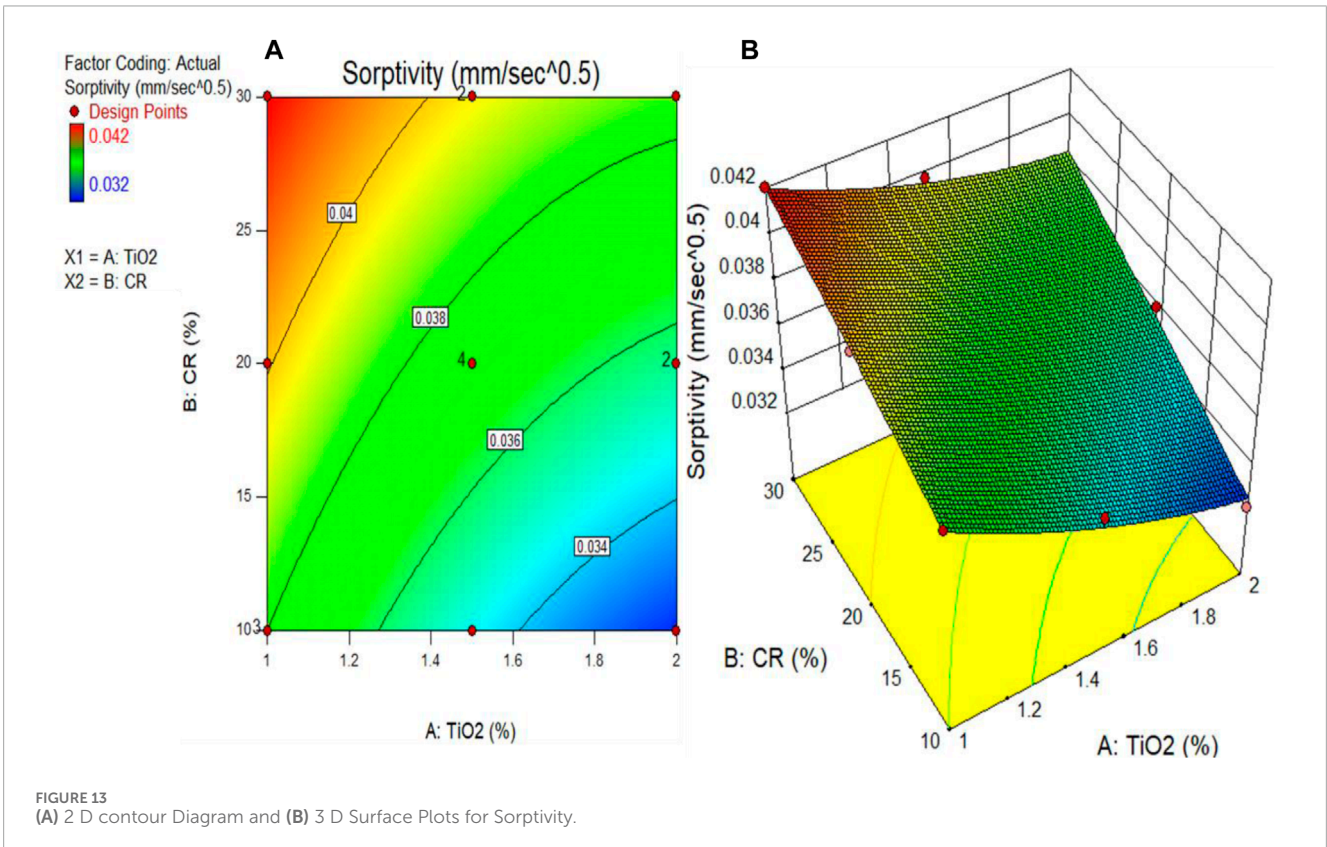 A
B
Factor Coding: Actual
Sorptivity (mm/sec^0.5)
Design Points
0.042
0.032
X1 = A: TiO2
X2 = B: CR
Sorptivity (mm/sec^0.5)
30
25
20
15
10
B: CR (%)
2
4
2
3
0.04
0.038
0.036
0.034
1
1.2
1.4
1.6
1.8
2
A: TiO2 (%)
0.042
0.04
0.038
0.036
0.034
0.032
Sorptivity (mm/sec^0.5)
30
25
20
15
10
B: CR (%)
1
1.2
1.4
1.6
1.8
2
A: TiO2 (%)
FIGURE 13
(A) 2 D contour Diagram and (B) 3 D Surface Plots for Sorptivity.